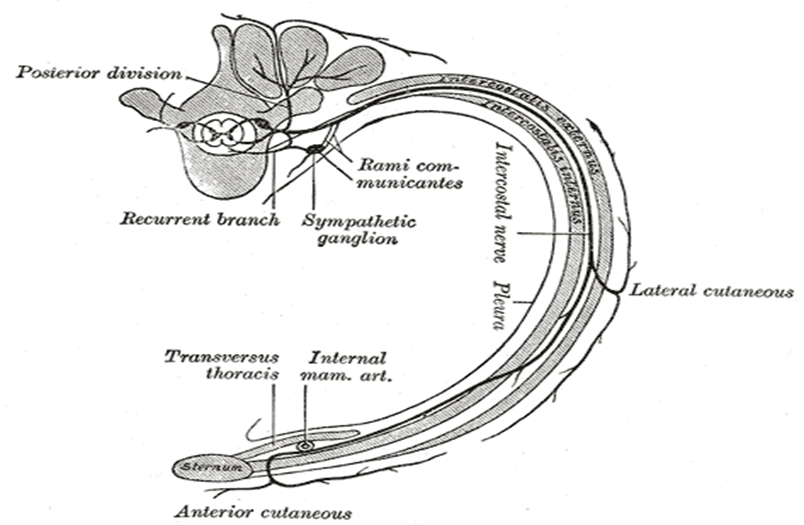 Posterior division
Intercostalis externus
Intercostalis internus
Rami com-
municantes
Intercostal nerve
Recurrent branch
Sympathetic
ganglion
Pleura
Lateral cutaneous
Transversus
thoracis
Internal
mam. art.
Sternum
Anterior cutaneous